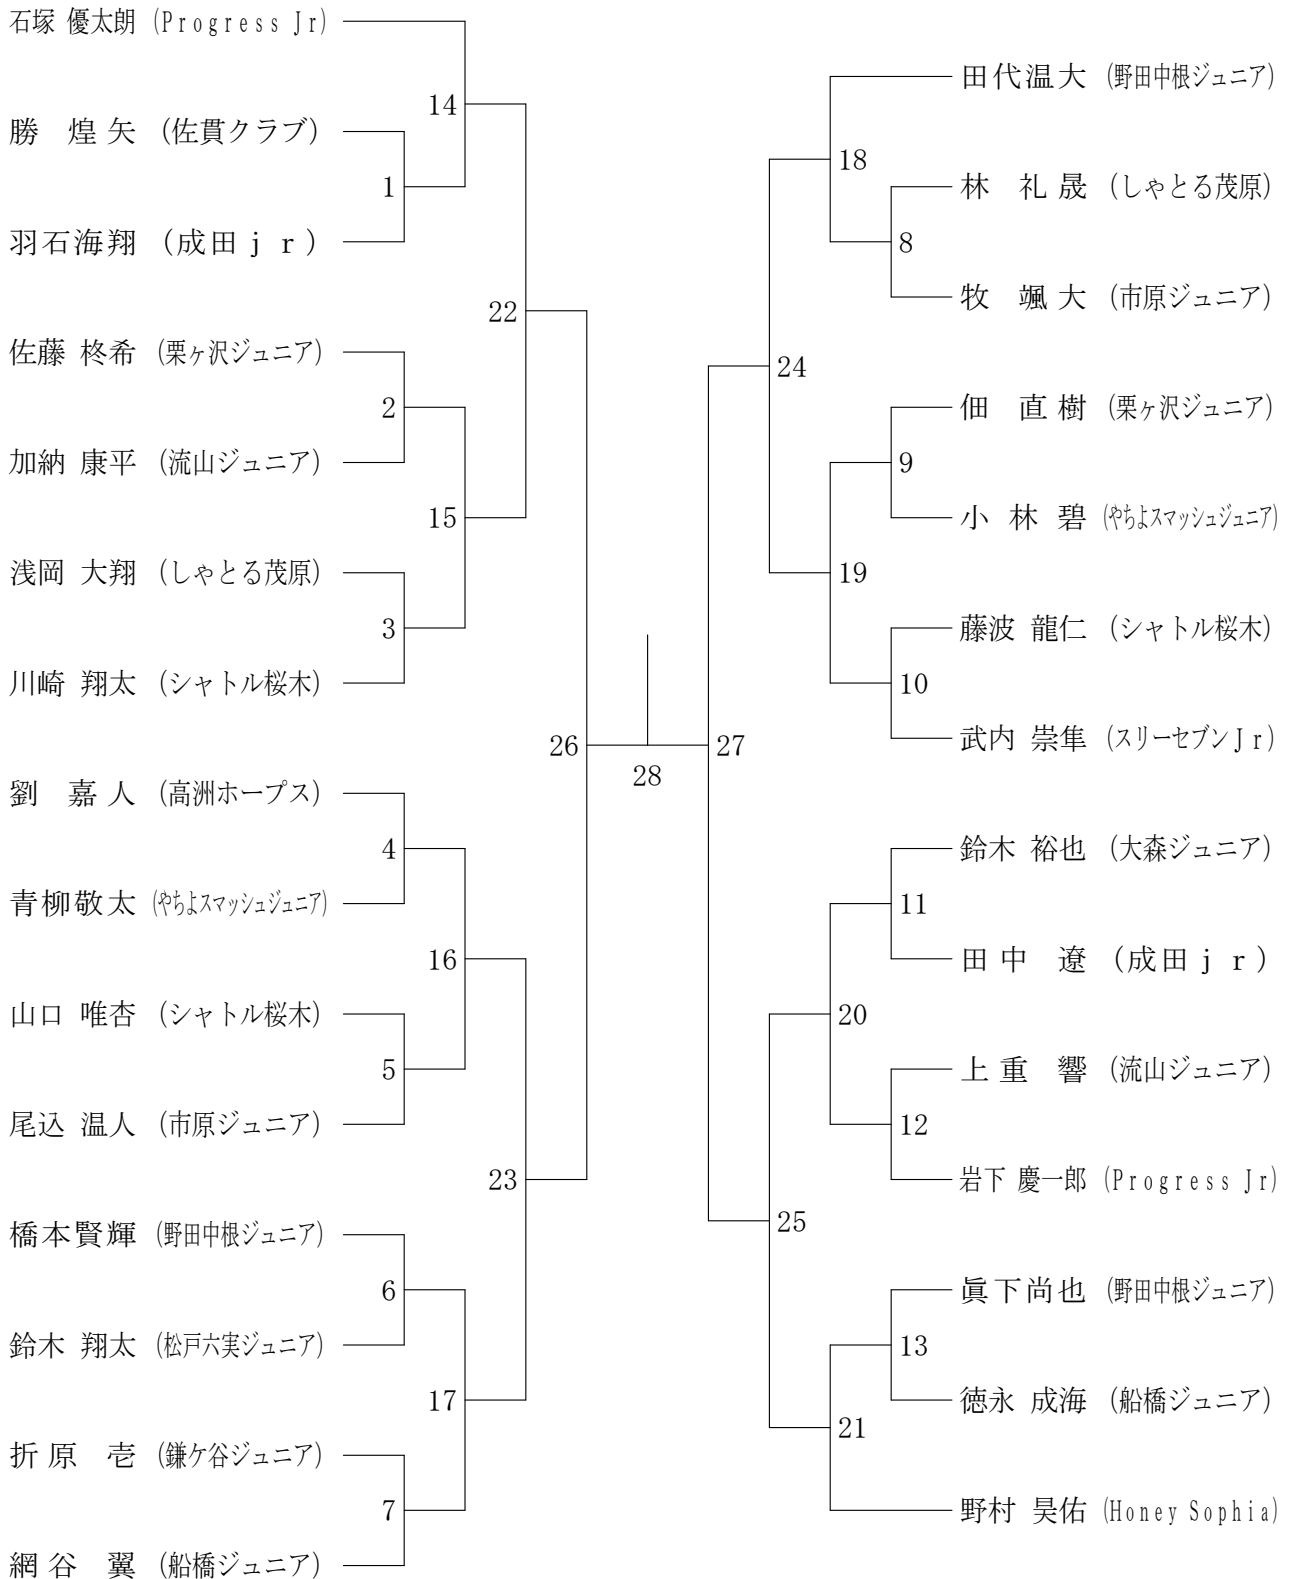 石塚 優太朗 (Progress Jr)
勝 煌矢 (佐貫クラブ)
羽石海翔 (成田jr)
佐藤 柊希 (栗ヶ沢ジュニア)
加納 康平 (流山ジュニア)
浅岡 大翔 (しゃとる茂原)
川崎 翔太 (シャトル桜木)
劉 嘉人 (高洲ホープス)
青柳敬太 (やちよスマッシュジュニア)
山口 唯杏 (シャトル桜木)
尾込 温人 (市原ジュニア)
橋本賢輝 (野田中根ジュニア)
鈴木 翔太 (松戸六実ジュニア)
折原 壱 (鎌ケ谷ジュニア)
網谷 翼 (船橋ジュニア)
1
2
3
4
5
6
7
14
15
16
17
22
23
26
28
27
24
25
18
19
20
21
8
9
10
11
12
13
田代温大 (野田中根ジュニア)
林 礼晟 (しゃとる茂原)
牧 颯大 (市原ジュニア)
佃 直樹 (栗ヶ沢ジュニア)
小林 碧 (やちよスマッシュジュニア)
藤波 龍仁 (シャトル桜木)
武内 崇隼 (スリーセブンJr)
鈴木 裕也 (大森ジュニア)
田中 遼 (成田jr)
上重 響 (流山ジュニア)
岩下 慶一郎 (Progress Jr)
眞下尚也 (野田中根ジュニア)
徳永 成海 (船橋ジュニア)
野村 昊佑 (Honey Sophia)